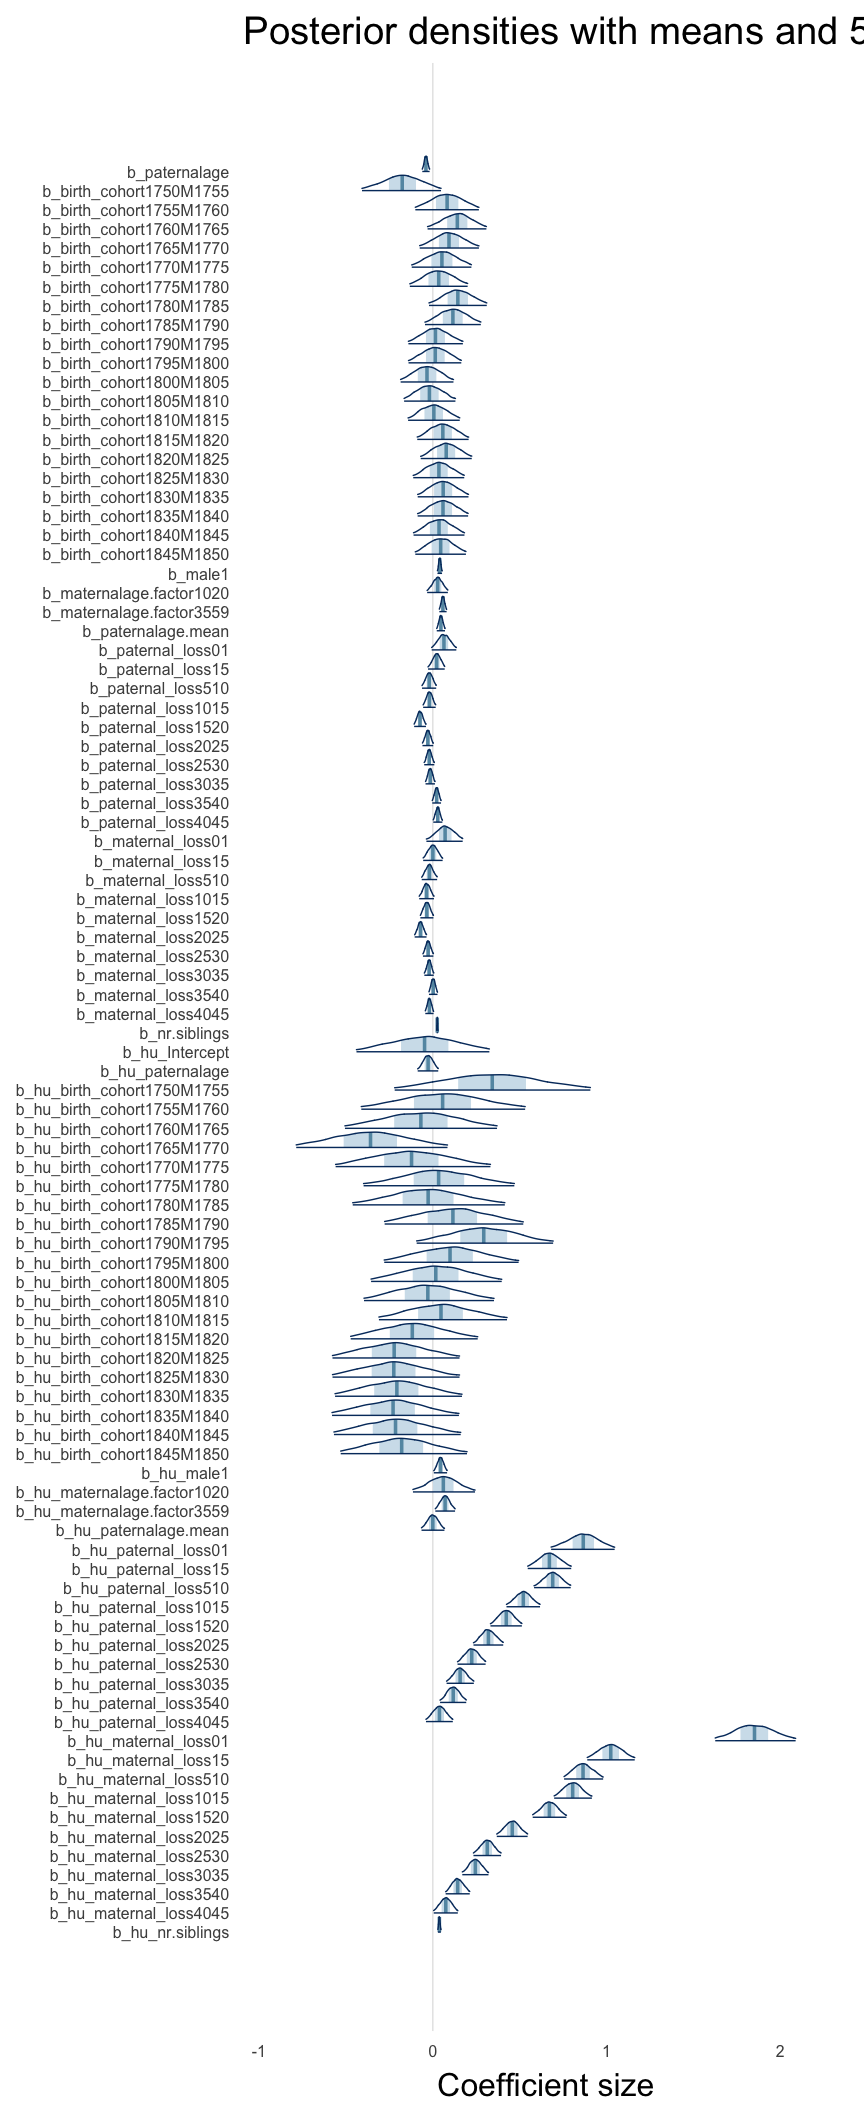 Posterior densities with means and 5
b_paternalage
b_birth_cohort1750M1755
b_birth_cohort1755M1760
b_birth_cohort1760M1765
b_birth_cohort1765M1770
b_birth_cohort1770M1775
b_birth_cohort1775M1780
b_birth_cohort1780M1785
b_birth_cohort1785M1790
b_birth_cohort1790M1795
b_birth_cohort1795M1800
b_birth_cohort1800M1805
b_birth_cohort1805M1810
b_birth_cohort1810M1815
b_birth_cohort1815M1820
b_birth_cohort1820M1825
b_birth_cohort1825M1830
b_birth_cohort1830M1835
b_birth_cohort1835M1840
b_birth_cohort1840M1845
b_birth_cohort1845M1850
b_male1
b_maternalage.factor1020
b_maternalage.factor3559
b_paternalage.mean
b_paternal_loss01
b_paternal_loss15
b_paternal_loss510
b_paternal_loss1015
b_paternal_loss1520
b_paternal_loss2025
b_paternal_loss2530
b_paternal_loss3035
b_paternal_loss3540
b_paternal_loss4045
b_maternal_loss01
b_maternal_loss15
b_maternal_loss510
b_maternal_loss1015
b_maternal_loss1520
b_maternal_loss2025
b_maternal_loss2530
b_maternal_loss3035
b_maternal_loss3540
b_maternal_loss4045
b_nr.siblings
b_hu_Intercept
b_hu_paternalage
b_hu_birth_cohort1750M1755
b_hu_birth_cohort1755M1760
b_hu_birth_cohort1760M1765
b_hu_birth_cohort1765M1770
b_hu_birth_cohort1770M1775
b_hu_birth_cohort1775M1780
b_hu_birth_cohort1780M1785
b_hu_birth_cohort1785M1790
b_hu_birth_cohort1790M1795
b_hu_birth_cohort1795M1800
b_hu_birth_cohort1800M1805
b_hu_birth_cohort1805M1810
b_hu_birth_cohort1810M1815
b_hu_birth_cohort1815M1820
b_hu_birth_cohort1820M1825
b_hu_birth_cohort1825M1830
b_hu_birth_cohort1830M1835
b_hu_birth_cohort1835M1840
b_hu_birth_cohort1840M1845
b_hu_birth_cohort1845M1850
b_hu_male1
b_hu_maternalage.factor1020
b_hu_maternalage.factor3559
b_hu_paternalage.mean
b_hu_paternal_loss01
b_hu_paternal_loss15
b_hu_paternal_loss510
b_hu_paternal_loss1015
b_hu_paternal_loss1520
b_hu_paternal_loss2025
b_hu_paternal_loss2530
b_hu_paternal_loss3035
b_hu_paternal_loss3540
b_hu_paternal_loss4045
b_hu_maternal_loss01
b_hu_maternal_loss15
b_hu_maternal_loss510
b_hu_maternal_loss1015
b_hu_maternal_loss1520
b_hu_maternal_loss2025
b_hu_maternal_loss2530
b_hu_maternal_loss3035
b_hu_maternal_loss3540
b_hu_maternal_loss4045
b_hu_nr.siblings
-1 0 1 2
Coefficient size